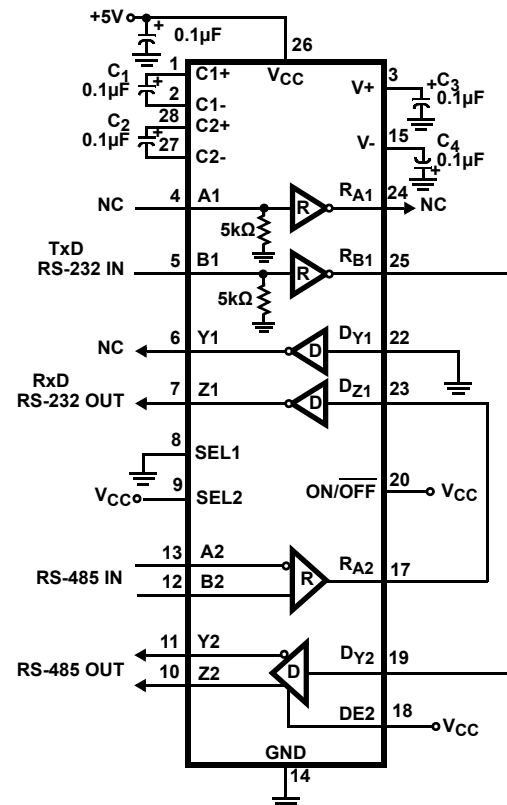 +5V
0.1µF
26
VCC
1
C1+
C1
0.1µF
2
C1-
28
C2+
C2
0.1µF
27
C2-
3
V+
C3
0.1µF
15
V-
C4
0.1µF
NC 4 A1 R RA1 24 NC
5kΩ
TxD
RS-232 IN 5 B1 R RB1 25
5kΩ
NC 6 Y1 D DY1 22
RxD
RS-232 OUT 7 Z1 D DZ1 23
8
SEL1
VCC 9 SEL2
ON/OFF 20 VCC
13 A2
RS-485 IN R RA2 17
12 B2
11 Y2
RS-485 OUT D DY2 19
10 Z2
DE2 18 VCC
GND
14